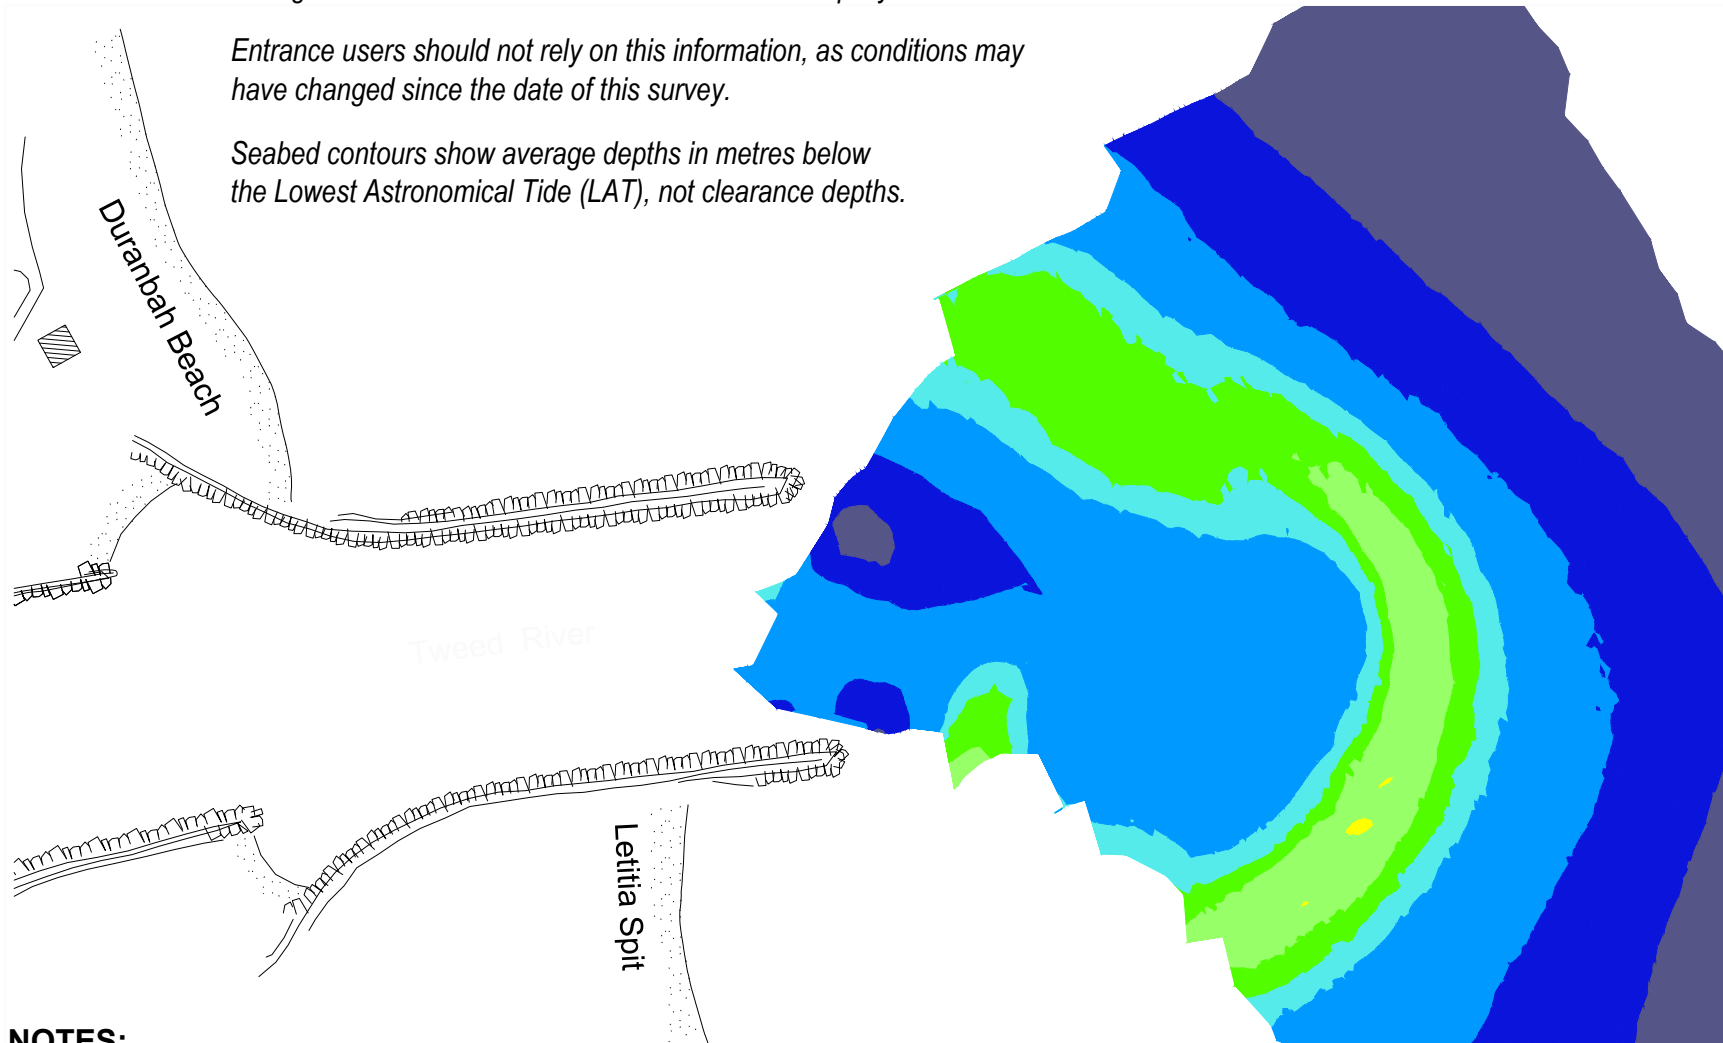 Entrance users should not rely on this information, as conditions may
have changed since the date of this survey.
Seabed contours show average depths in metres below
the Lowest Astronomical Tide (LAT), not clearance depths.
Duranbah Beach
Tweed River
Letitia Spit
NOTES: